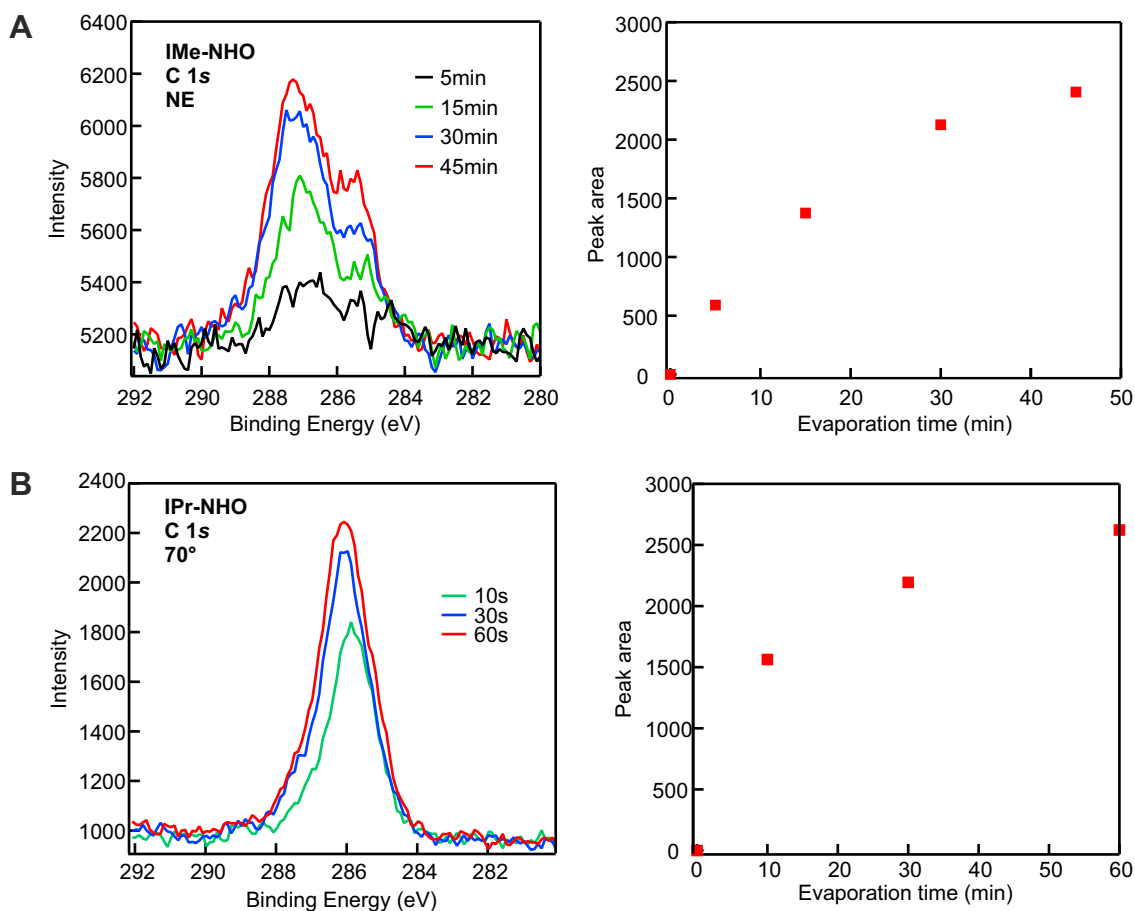 A
IMe-NHO
C 1s
NE
5min
15min
30min
45min
6400
6200
6000
5800
5600
5400
5200
Intensity
292 290 288 286 284 282 280
Binding Energy (eV)
3000
2500
2000
1500
1000
500
0
Peak area
0 10 20 30 40 50
Evaporation time (min)
B
IPr-NHO
C 1s
70°
10s
30s
60s
2400
2200
2000
1800
1600
1400
1200
1000
Intensity
292 290 288 286 284 282
Binding Energy (eV)
3000
2500
2000
1500
1000
500
0
Peak area
0 10 20 30 40 50 60
Evaporation time (min)